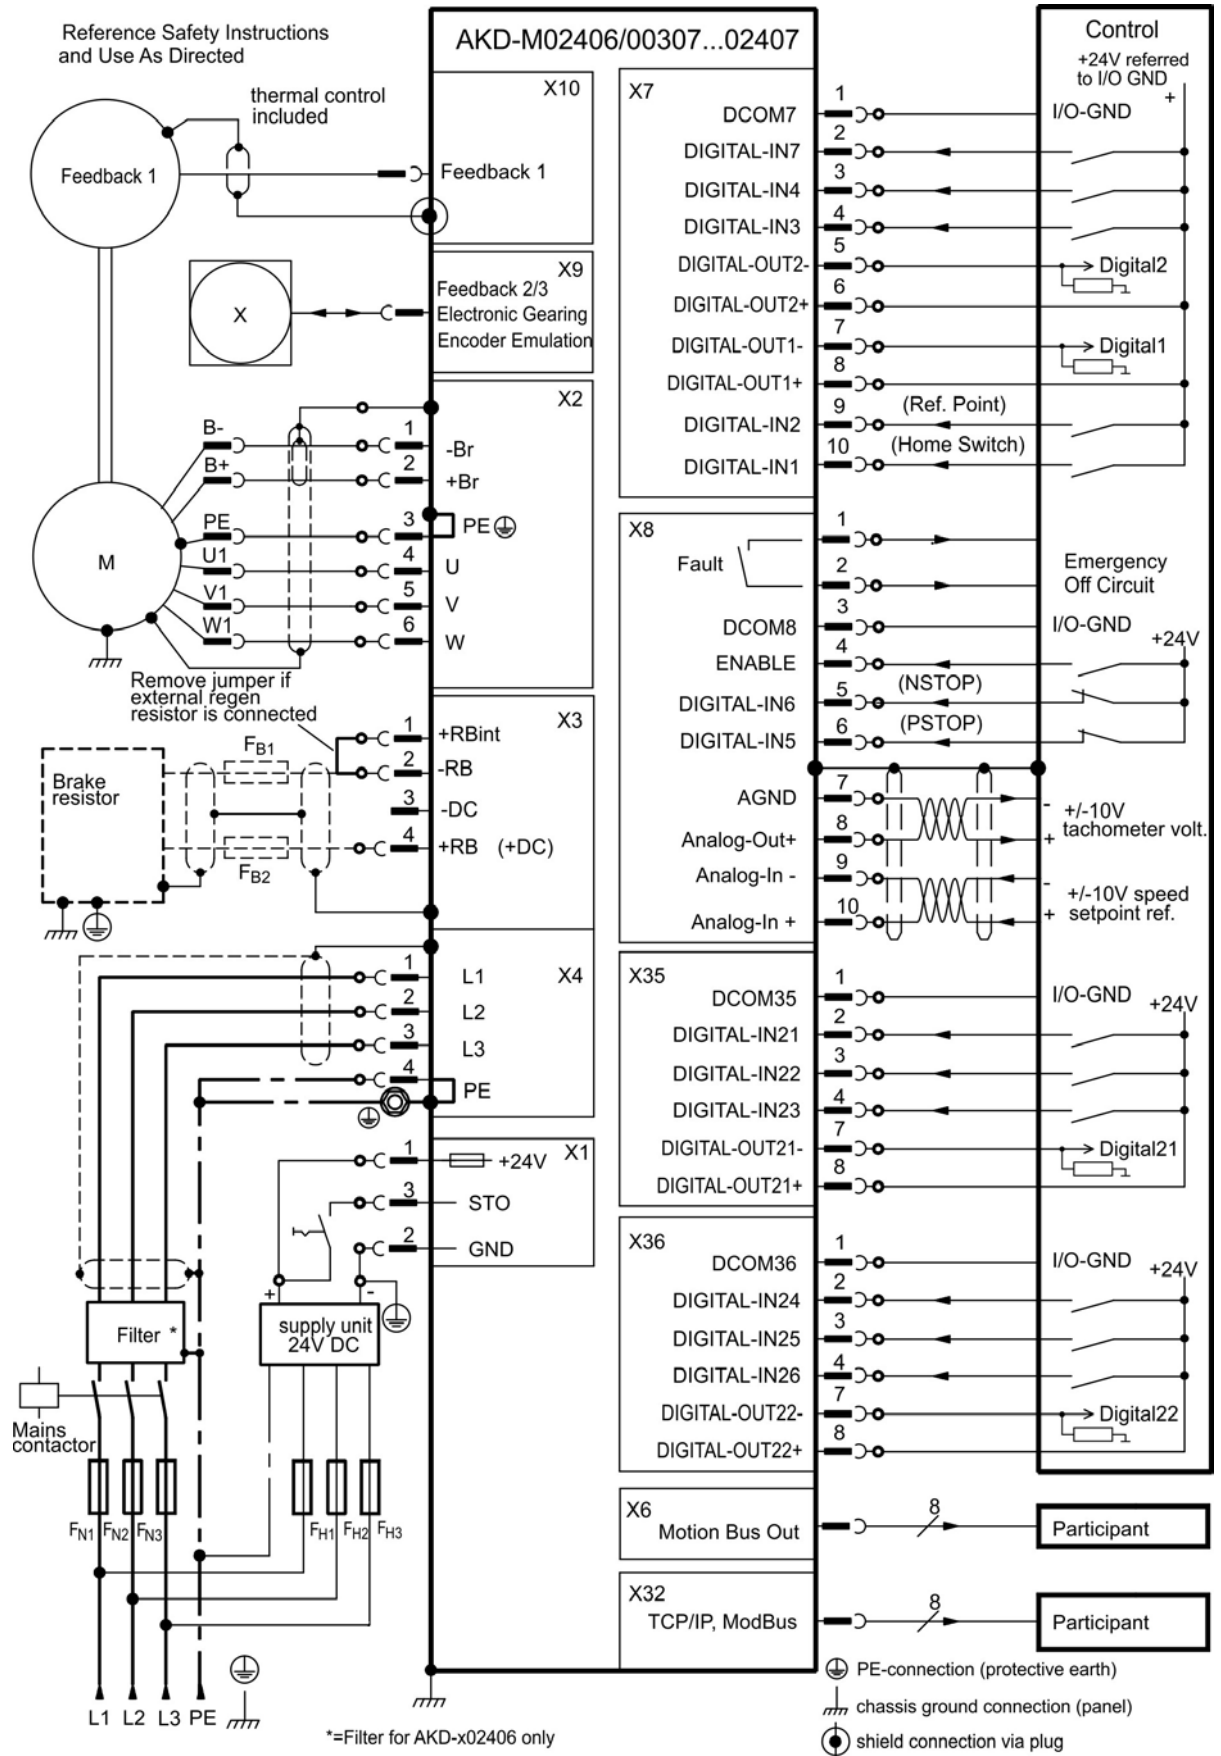 Reference Safety Instructions
and Use As Directed
AKD-M02406/00307...02407
Control
+24V referred
to I/O GND
+
thermal control
included
Feedback 1
X10
Feedback 1
X
X9
Feedback 2/3
Electronic Gearing
Encoder Emulation
X2
B-
1
-Br
B+
2
+Br
PE
3
PE
U1
4
U
V1
5
V
W1
6
W
M
Remove jumper if
external regen
resistor is connected
X3
1
+RBint
FB1
2
-RB
Brake
resistor
3
-DC
4
+RB (+DC)
FB2
X4
1
L1
2
L2
3
L3
4
PE
X1
1
+24V
3
STO
2
GND
+
-
Filter *
supply unit
24V DC
Mains
contactor
FN1 FN2 FN3
FH1 FH2 FH3
L1 L2 L3 PE
*=Filter for AKD-x02406 only
X7
DCOM7
1
I/O-GND
DIGITAL-IN7
2
DIGITAL-IN4
3
DIGITAL-IN3
4
DIGITAL-OUT2-
5
Digital2
DIGITAL-OUT2+
6
DIGITAL-OUT1-
7
Digital1
DIGITAL-OUT1+
8
DIGITAL-IN2
9
(Ref. Point)
DIGITAL-IN1
10
(Home Switch)
X8
Fault
1
2
Emergency
Off Circuit
DCOM8
3
I/O-GND
+24V
ENABLE
4
DIGITAL-IN6
5
(NSTOP)
DIGITAL-IN5
6
(PSTOP)
AGND
7
-
+/-10V
tachometer volt.
Analog-Out+
8
+
Analog-In -
9
-
+/-10V speed
setpoint ref.
Analog-In +
10
+
X35
DCOM35
1
I/O-GND
+24V
DIGITAL-IN21
2
DIGITAL-IN22
3
DIGITAL-IN23
4
DIGITAL-OUT21-
7
Digital21
DIGITAL-OUT21+
8
X36
DCOM36
1
I/O-GND
+24V
DIGITAL-IN24
2
DIGITAL-IN25
3
DIGITAL-IN26
4
DIGITAL-OUT22-
7
Digital22
DIGITAL-OUT22+
8
X6
Motion Bus Out
8
Participant
X32
TCP/IP, ModBus
8
Participant
PE-connection (protective earth)
chassis ground connection (panel)
shield connection via plug